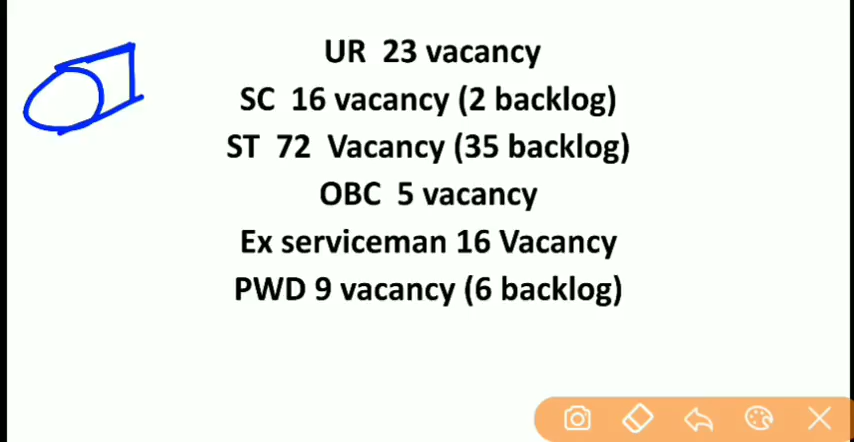 UR 23 vacancy
SC 16 vacancy (2 backlog)
ST 72 Vacancy (35 backlog)
OBC 5 vacancy
Ex serviceman 16 Vacancy
PWD 9 vacancy (6 backlog)